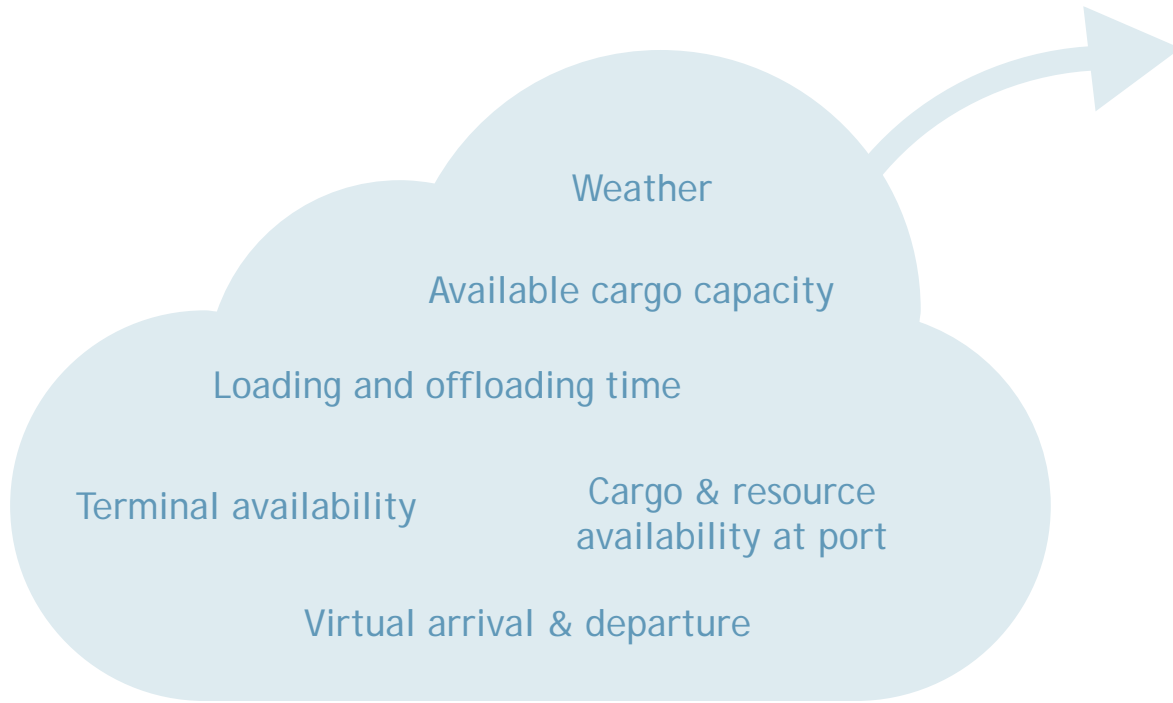 Weather
Available cargo capacity
Loading and offloading time
Terminal availability
Cargo & resource
availability at port
Virtual arrival & departure